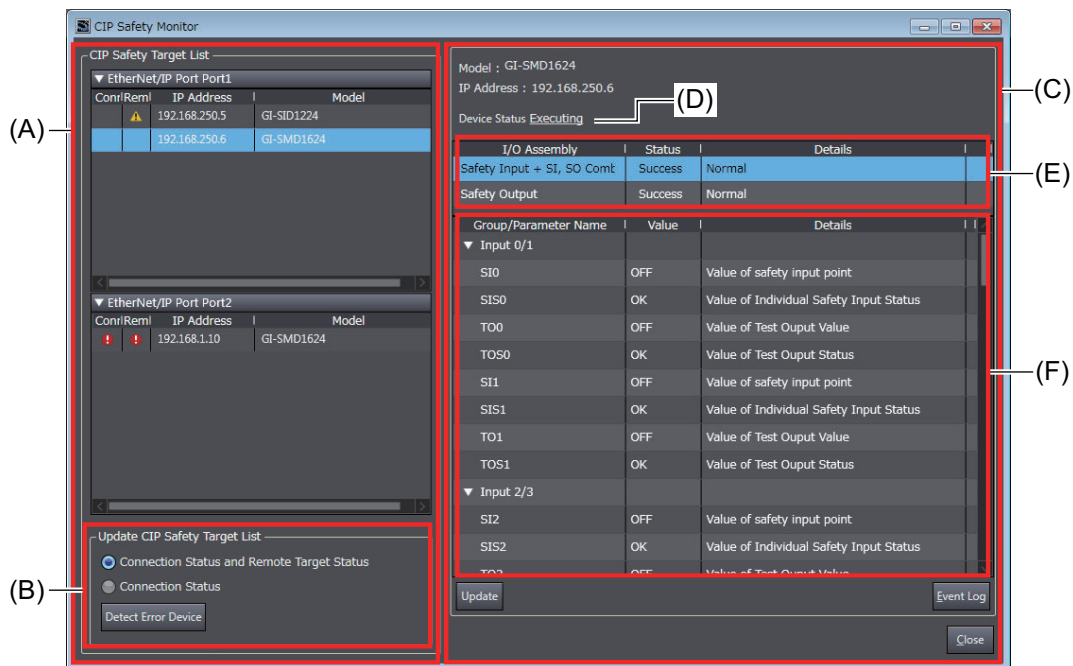 CIP Safety Monitor
CIP Safety Target List
▼ EtherNet/IP Port Port1
Conn Rem IP Address Model
192.168.250.5 GI-SID1224
192.168.250.6 GI-SMD1624
▼ EtherNet/IP Port Port2
Conn Rem IP Address Model
192.168.1.10 GI-SMD1624
Update CIP Safety Target List
Connection Status and Remote Target Status
Connection Status
Detect Error Device
Model : GI-SMD1624
IP Address : 192.168.250.6
Device Status Executing
I/O Assembly Status Details
Safety Input + SI, SO Comb Success Normal
Safety Output Success Normal
Group/Parameter Name Value Details
▼ Input 0/1
SI0 OFF Value of safety input point
SIS0 OK Value of Individual Safety Input Status
TO0 OFF Value of Test Ouput Value
TOS0 OK Value of Test Ouput Status
SI1 OFF Value of safety input point
SIS1 OK Value of Individual Safety Input Status
TO1 OFF Value of Test Ouput Value
TOS1 OK Value of Test Ouput Status
▼ Input 2/3
SI2 OFF Value of safety input point
SIS2 OK Value of Individual Safety Input Status
TO2 OFF Value of Test Ouput Value
Update
Event Log
Close
(A)
(B)
(C)
(D)
(E)
(F)